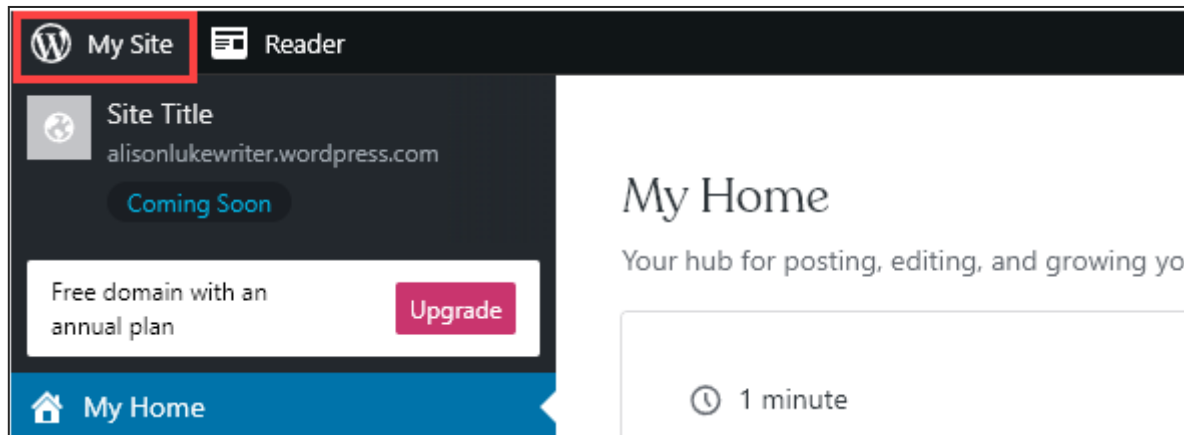 My Site
Reader
Site Title
alisonlukewriter.wordpress.com
Coming Soon
Free domain with an
annual plan
Upgrade
My Home
My Home
Your hub for posting, editing, and growing yo
1 minute